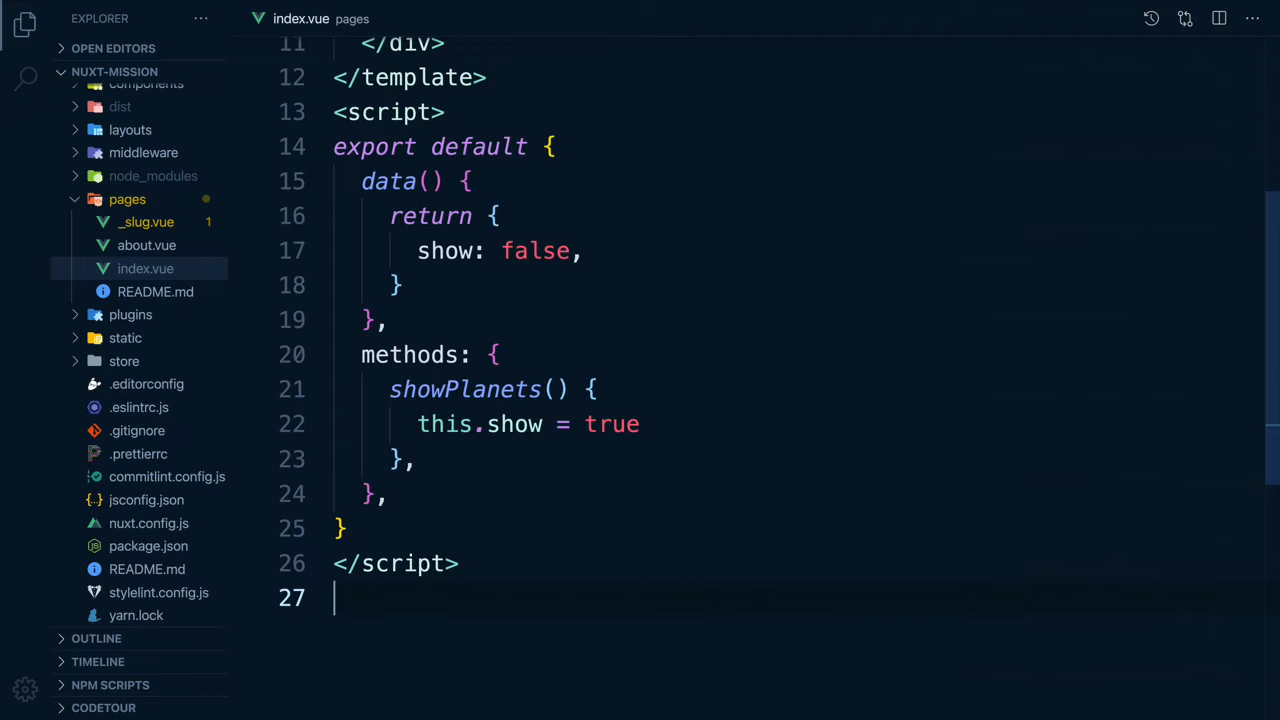 EXPLORER
OPEN EDITORS
NUXT-MISSION
components
dist
layouts
middleware
node_modules
pages
_slug.vue 1
about.vue
index.vue
README.md
plugins
static
store
.editorconfig
.eslintrc.js
.gitignore
.prettierrc
commitlint.config.js
jsconfig.json
nuxt.config.js
package.json
README.md
stylelint.config.js
yarn.lock
OUTLINE
TIMELINE
NPM SCRIPTS
CODETOUR
index.vue pages
11 </div>
12 </template>
13 <script>
14 export default {
15 data() {
16 return {
17 show: false,
18 }
19 },
20 methods: {
21 showPlanets() {
22 this.show = true
23 },
24 },
25 }
26 </script>
27